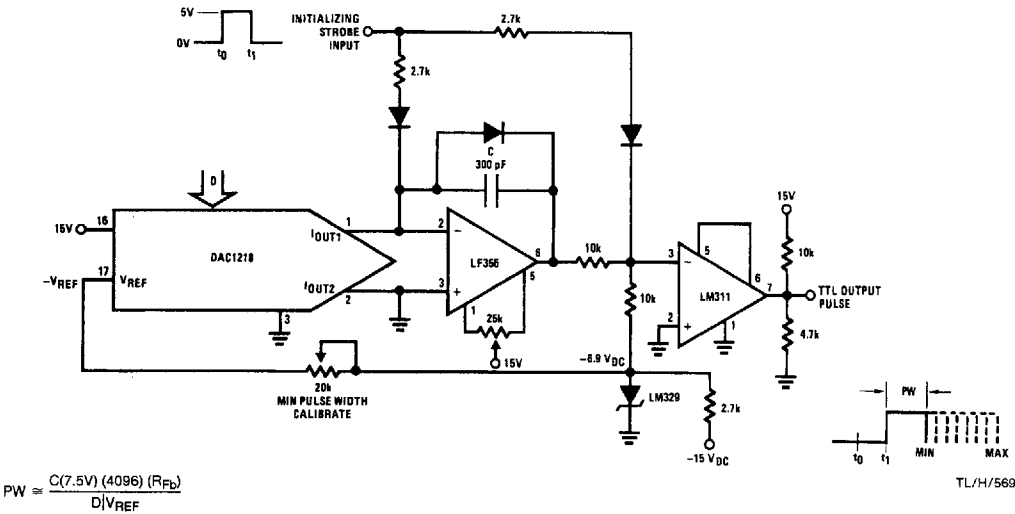 5V
0V
t0
t1
INITIALIZING
STROBE
INPUT
2.7k
2.7k
C
300 pF
D
15V
16
DAC1218
IOUT1
1
2
−
LF356
6
5
10k
3
−
5
LM311
6
7
15V
10k
TTL OUTPUT
PULSE
−VREF
17
VREF
IOUT2
2
3
+
1
25k
15V
10k
2
+
1
4.7k
3
20k
MIN PULSE WIDTH
CALIBRATE
−6.9 VDC
LM329
2.7k
−15 VDC
PW
t0
t1
MIN
MAX
PW ≅ C(7.5V) (4096) (RFb)
D|VREF
TL/H/569